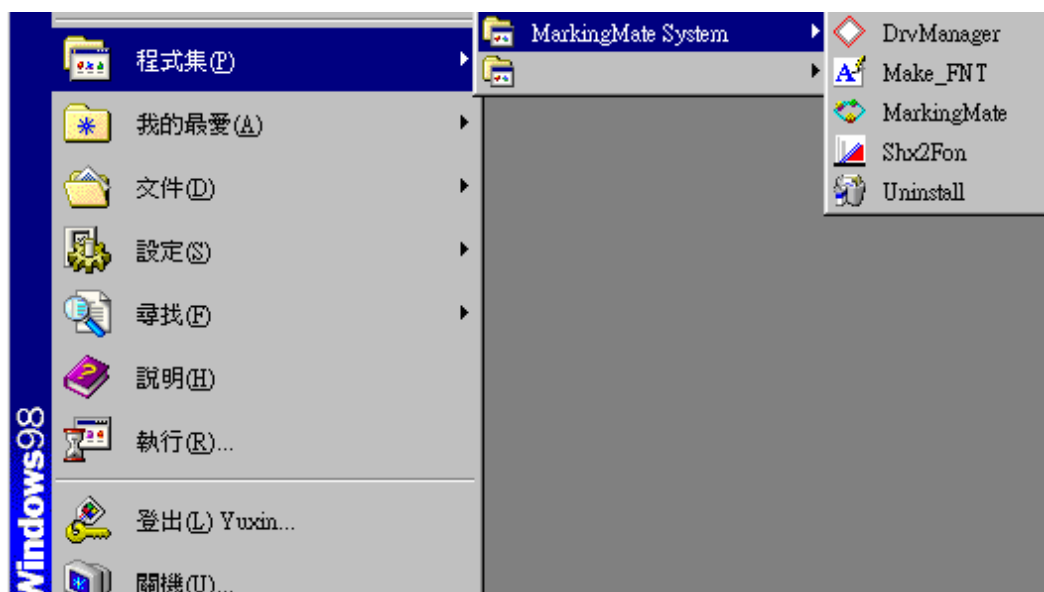 程式集(P)
我的最愛(A)
文件(D)
設定(S)
尋找(F)
說明(H)
執行(R)...
登出(L) Yuxin...
關機(U)...
Windows98
MarkingMate System
DrvManager
Make_FNT
MarkingMate
Shx2Fon
Uninstall